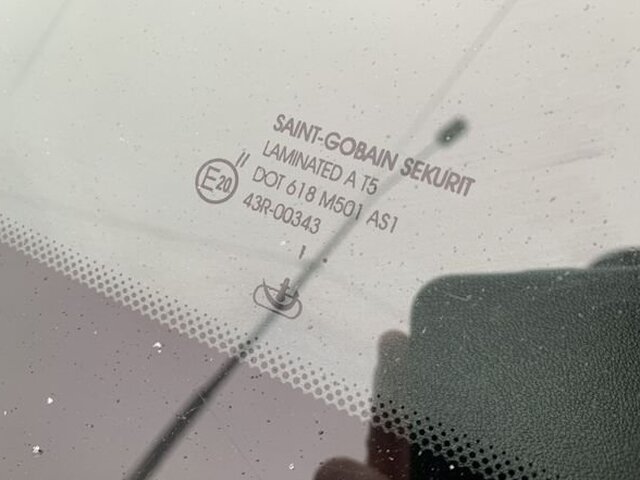 SAINT-GOBAIN SEKURIT
LAMINATED A T5
E20 II DOT 618 M501 AS1
43R-00343